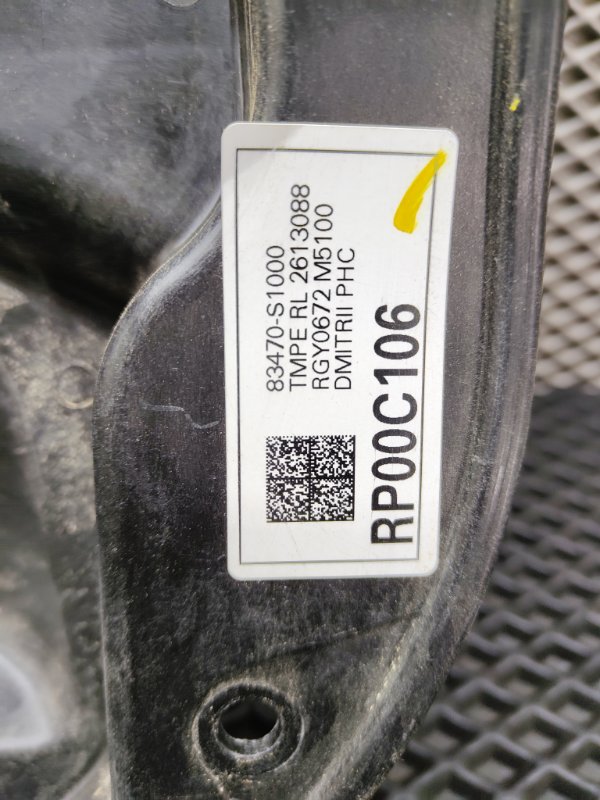 83470-S1000
TMPE RL 2613088
RGY0672 M5100
DMITRII PHC
RP00C106